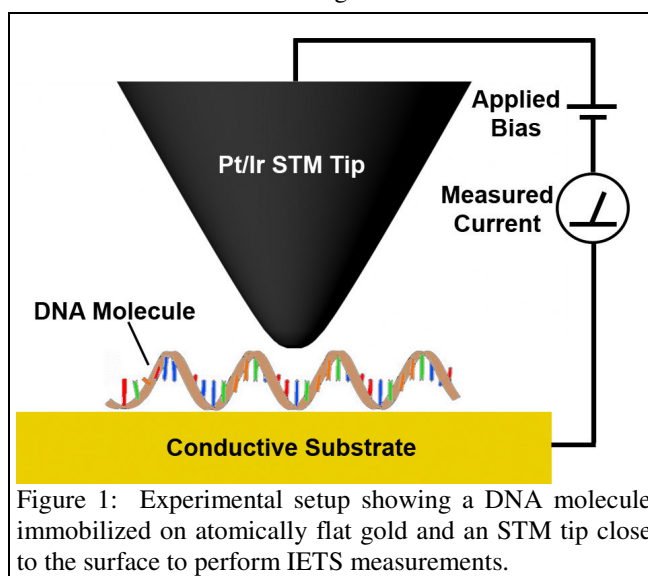 Applied
Bias
Pt/Ir STM Tip
Measured
Current
DNA Molecule
Conductive Substrate
Figure 1: Experimental setup showing a DNA molecule
immobilized on atomically flat gold and an STM tip close
to the surface to perform IETS measurements.